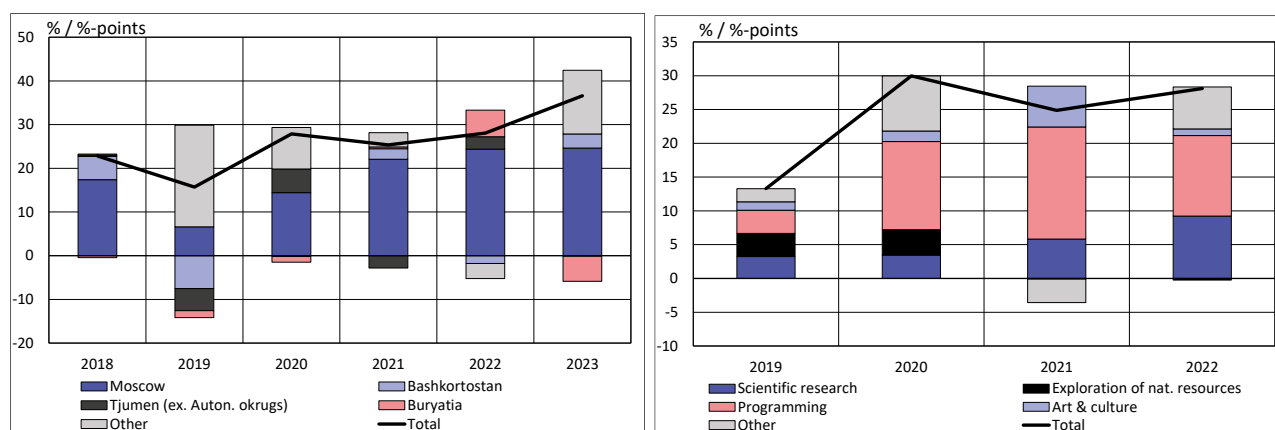 % / %-points
50
40
30
20
10
0
-10
-20
2018 2019 2020 2021 2022 2023
Moscow Bashkortostan
Tjumen (ex. Auton. okrugs) Buryatia
Other Total
% / %-points
35
30
25
20
15
10
5
0
-5
-10
2019 2020 2021 2022
Scientific research Exploration of nat. resources
Programming Art & culture
Other Total